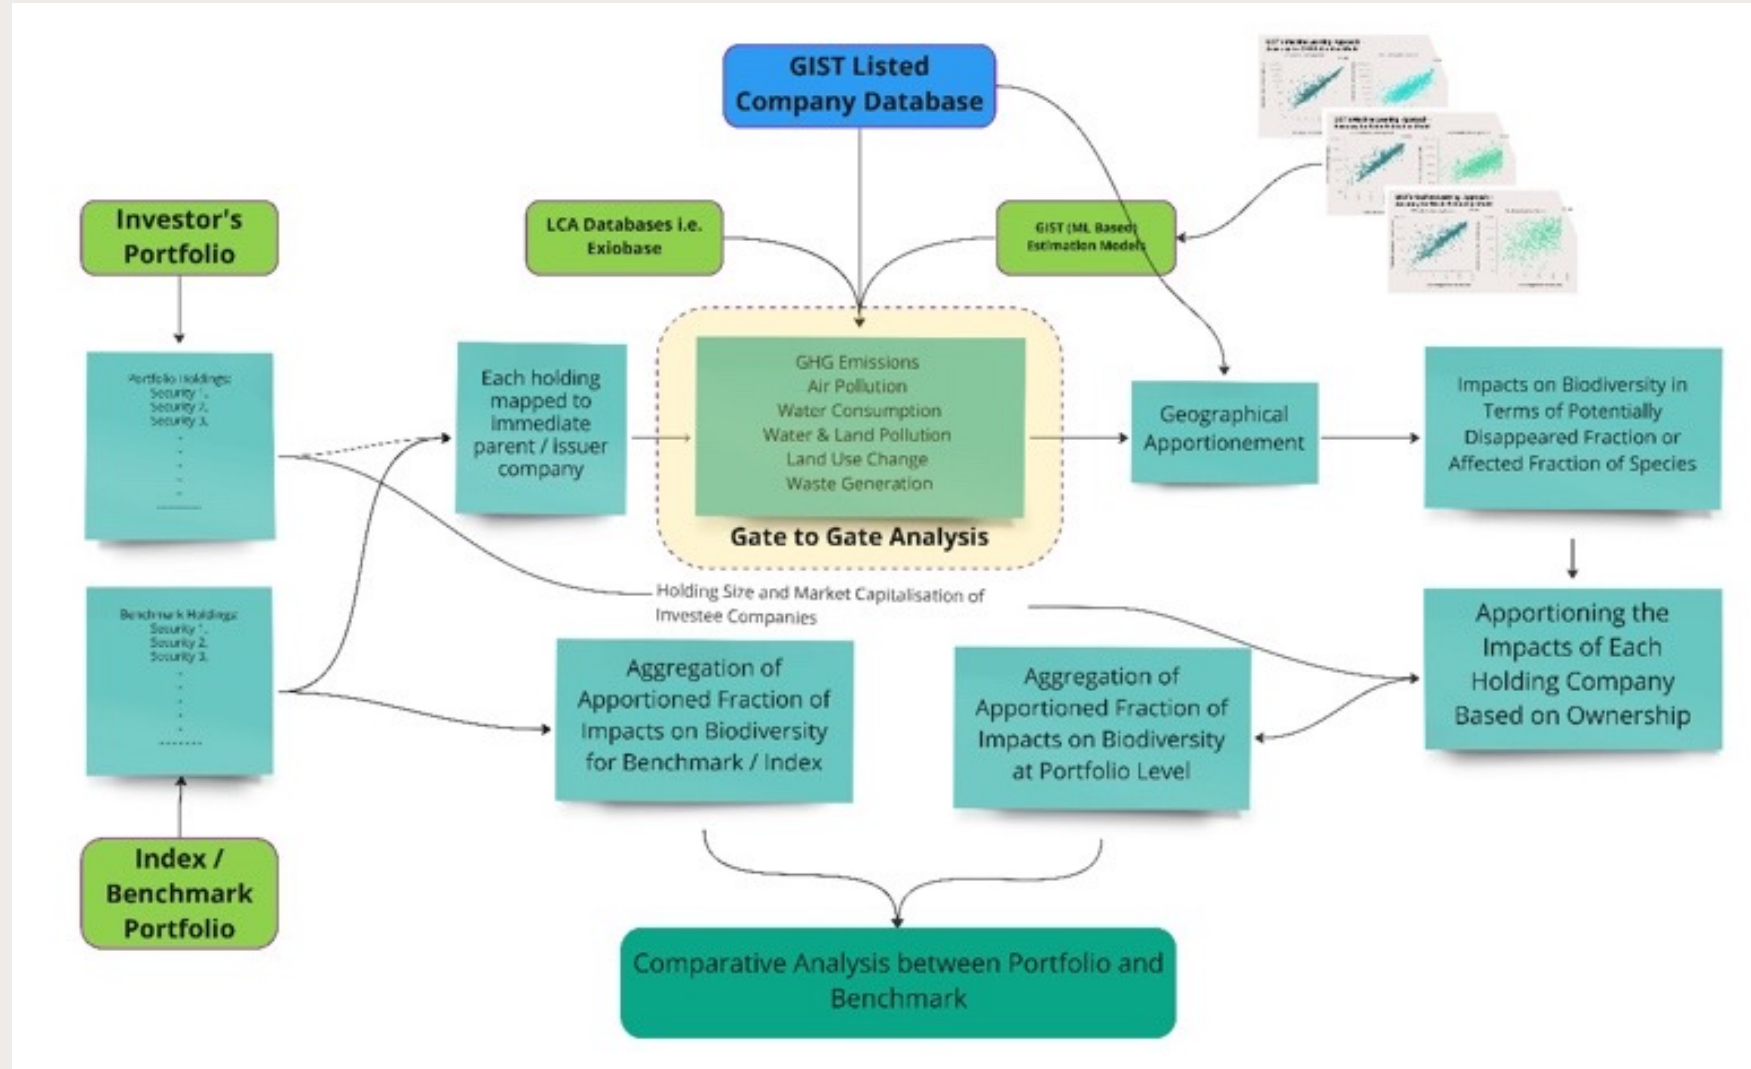 GIST Listed
Company Database
Investor's
Portfolio
LCA Databases i.e.
Exiobase
GIST (ML Based)
Estimation Models
Portfolio Holdings:
Security 1,
Security 2,
Security 3,
Each holding
mapped to
immediate
parent / issuer
company
GHG Emissions
Air Pollution
Water Consumption
Water & Land Pollution
Land Use Change
Waste Generation
Gate to Gate Analysis
Geographical
Apportionement
Impacts on Biodiversity in
Terms of Potentially
Disappeared Fraction or
Affected Fraction of Species
Holding Size and Market Capitalisation of
Investee Companies
Benchmark Holdings:
Security 1,
Security 2,
Security 3,
Aggregation of
Apportioned Fraction of
Impacts on Biodiversity
for Benchmark / Index
Aggregation of
Apportioned Fraction of
Impacts on Biodiversity
at Portfolio Level
Apportioning the
Impacts of Each
Holding Company
Based on Ownership
Index /
Benchmark
Portfolio
Comparative Analysis between Portfolio and
Benchmark